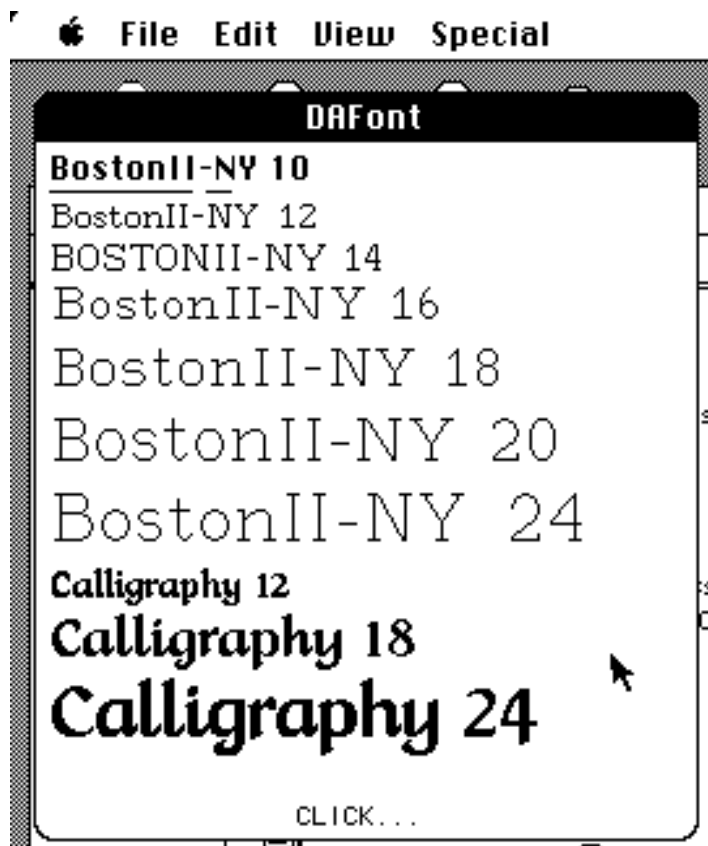 File Edit View Special
DAFont
BostonII-NY 10
BostonII-NY 12
BOSTONII-NY 14
BostonII-NY 16
BostonII-NY 18
BostonII-NY 20
BostonII-NY 24
Calligraphy 12
Calligraphy 18
Calligraphy 24
CLICK...